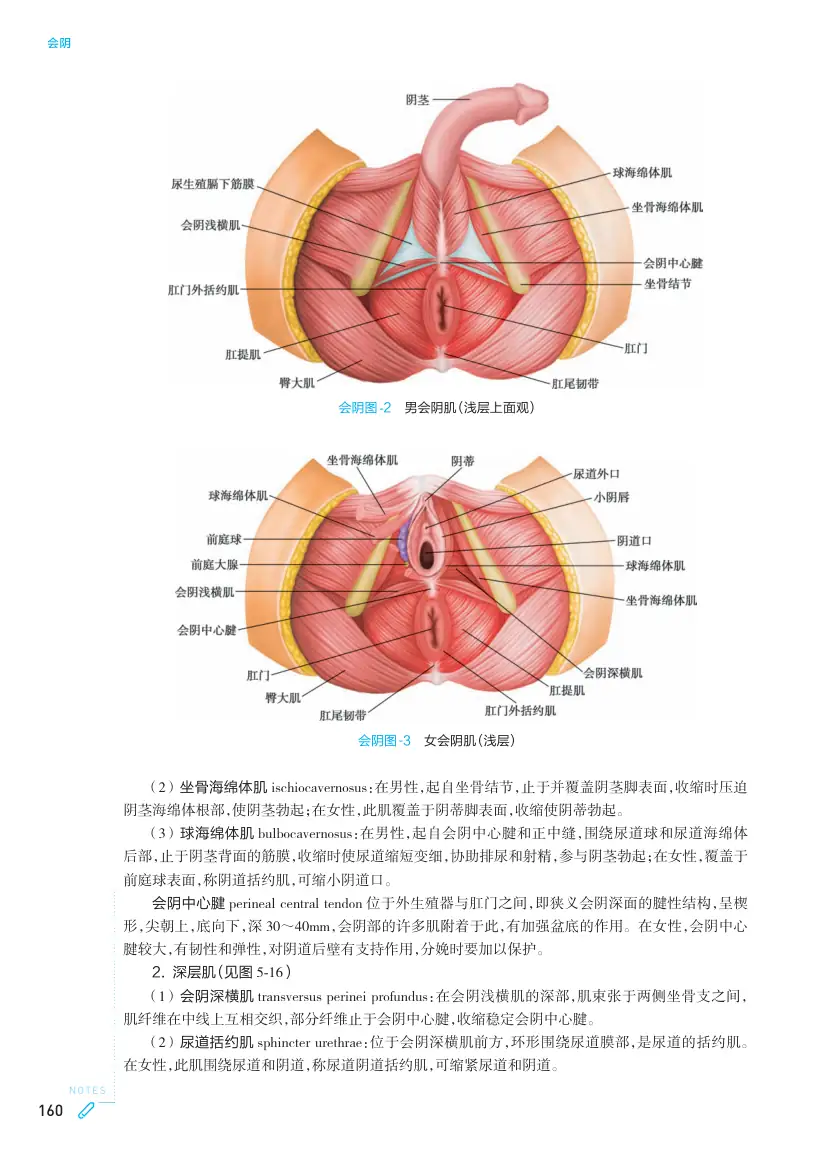 会阴
阴茎
尿生殖膈下筋膜
会阴浅横肌
肛门外括约肌
肛提肌
臀大肌
球海绵体肌
坐骨海绵体肌
会阴中心腱
坐骨结节
肛门
肛尾韧带
会阴图-2 男会阴肌(浅层上面观)
坐骨海绵体肌
阴蒂
球海绵体肌
前庭球
前庭大腺
会阴浅横肌
会阴中心腱
肛门
臀大肌
肛尾韧带
尿道外口
小阴唇
阴道口
球海绵体肌
坐骨海绵体肌
会阴深横肌
肛提肌
肛门外括约肌
会阴图-3 女会阴肌(浅层)
(2)坐骨海绵体肌 ischiocavernosus:在男性,起自坐骨结节,止于并覆盖阴茎脚表面,收缩时压迫
阴茎海绵体根部,使阴茎勃起;在女性,此肌覆盖于阴蒂脚表面,收缩使阴蒂勃起。
(3)球海绵体肌 bulbocavernosus:在男性,起自会阴中心腱和正中缝,围绕尿道球和尿道海绵体
后部,止于阴茎背面的筋膜,收缩时使尿道缩短变细,协助排尿和射精,参与阴茎勃起;在女性,覆盖于
前庭球表面,称阴道括约肌,可缩小阴道口。
会阴中心腱 perineal central tendon 位于外生殖器与肛门之间,即狭义会阴深面的腱性结构,呈楔
形,尖朝上,底向下,深 30～40mm,会阴部的许多肌附着于此,有加强盆底的作用。在女性,会阴中心
腱较大,有韧性和弹性,对阴道后壁有支持作用,分娩时要加以保护。
2. 深层肌(见图 5-16)
(1)会阴深横肌 transversus perinei profundus:在会阴浅横肌的深部,肌束张于两侧坐骨支之间,
肌纤维在中线上互相交织,部分纤维止于会阴中心腱,收缩稳定会阴中心腱。
(2)尿道括约肌 sphincter urethrae:位于会阴深横肌前方,环形围绕尿道膜部,是尿道的括约肌。
在女性,此肌围绕尿道和阴道,称尿道阴道括约肌,可缩紧尿道和阴道。
NOTES
160